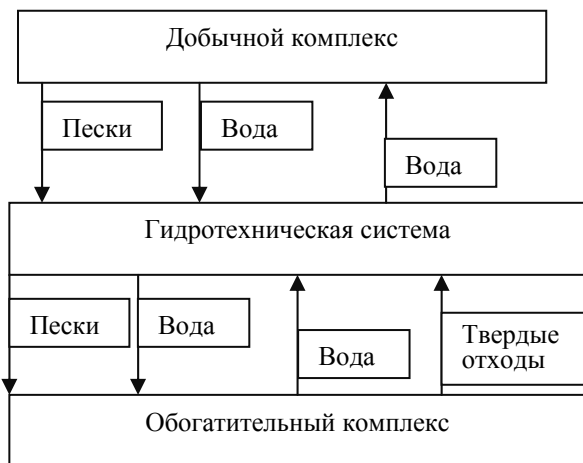 Добычной комплекс
Пески
Вода
Вода
Гидротехническая система
Пески
Вода
Вода
Твердые
отходы
Обогатительный комплекс